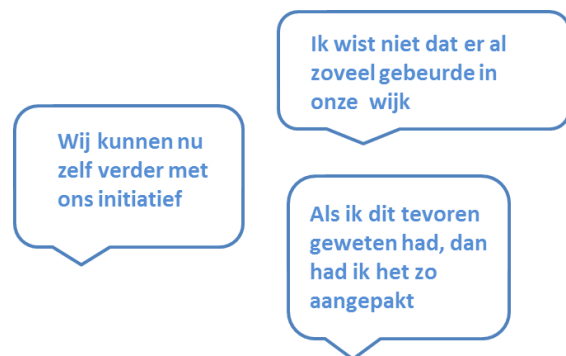 Ik wist niet dat er al
zoveel gebeurde in
onze wijk
Wij kunnen nu
zelf verder met
ons initiatief
Als ik dit tevoren
geweten had, dan
had ik het zo
aangepakt